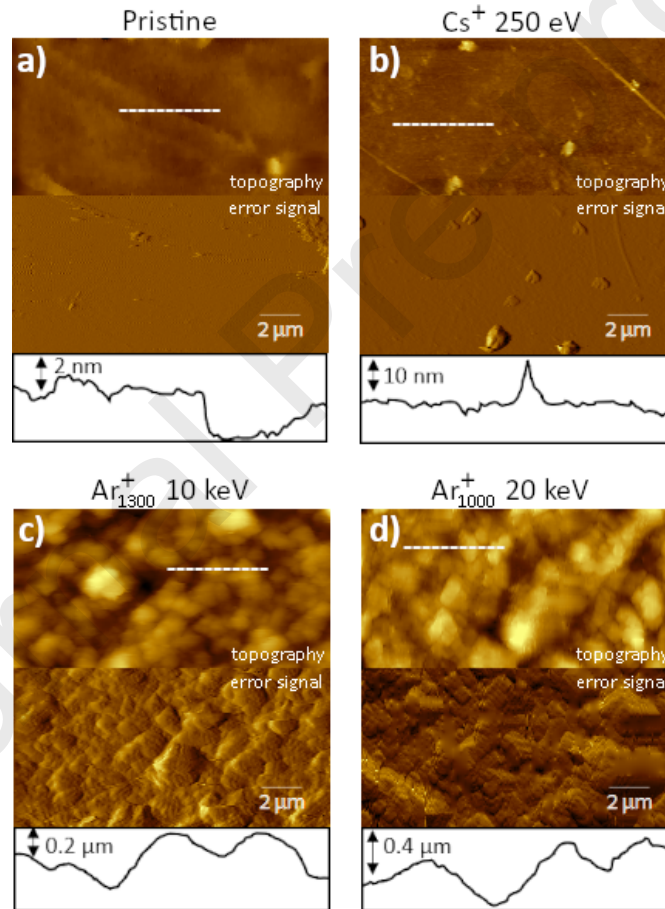 Pristine
Cs+ 250 eV
a)
b)
topography
error signal
topography
error signal
2 μm
2 μm
2 nm
10 nm
Ar+1300 10 keV
Ar+1000 20 keV
c)
d)
topography
error signal
topography
error signal
2 μm
2 μm
0.2 μm
0.4 μm